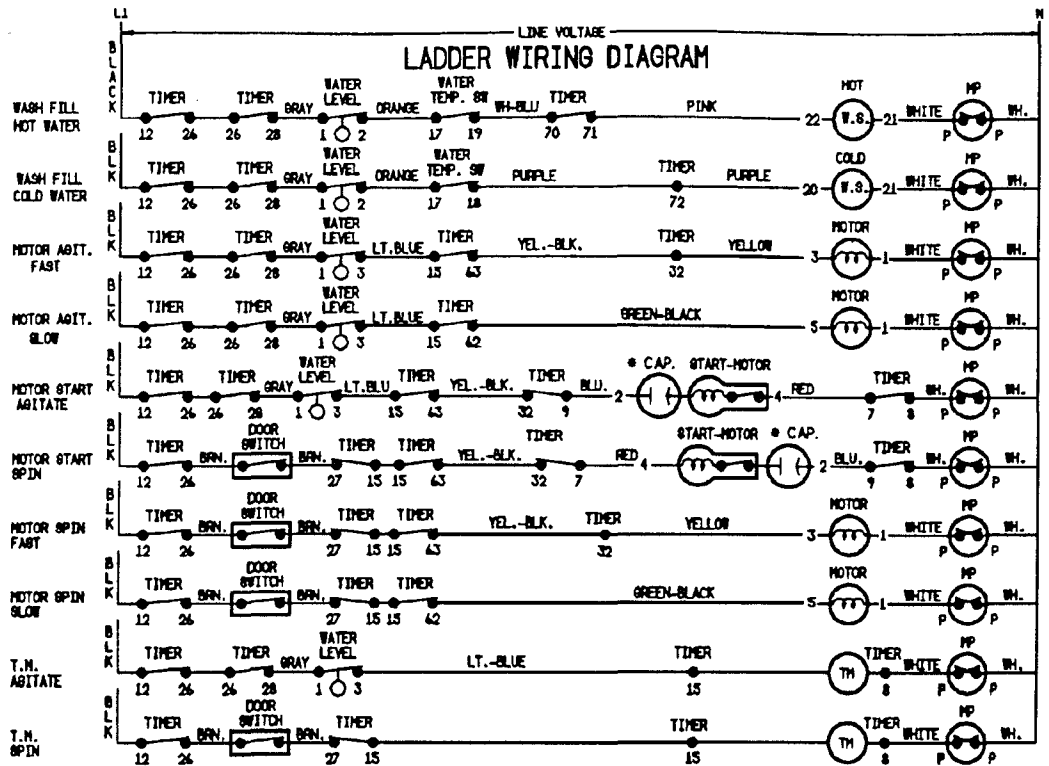 L1 N
LINE VOLTAGE
LADDER WIRING DIAGRAM
BLACK
WASH FILL
HOT WATER
TIMER TIMER GRAY WATER LEVEL ORANGE WATER TEMP. SW WH-BLU TIMER PINK HOT W.S. WHITE MP WH.
12 26 26 28 1 2 17 19 70 71 22 21 P P
BLK
WASH FILL
COLD WATER
TIMER TIMER GRAY WATER LEVEL ORANGE WATER TEMP. SW PURPLE TIMER PURPLE COLD W.S. WHITE MP WH.
12 26 26 28 1 2 17 18 72 20 21 P P
BLK
MOTOR AGIT.
FAST
TIMER TIMER GRAY WATER LEVEL LT.BLUE TIMER YEL.-BLK. TIMER YELLOW MOTOR WHITE MP WH.
12 26 26 28 1 3 15 63 32 3 1 P P
BLK
MOTOR AGIT.
SLOW
TIMER TIMER GRAY WATER LEVEL LT.BLUE TIMER GREEN-BLACK MOTOR WHITE MP WH.
12 26 26 28 1 3 15 62 5 1 P P
BLK
MOTOR START
AGITATE
TIMER TIMER GRAY WATER LEVEL LT.BLU TIMER YEL.-BLK. TIMER BLU. * CAP. START-MOTOR RED TIMER WH. MP WH.
12 26 26 28 1 3 15 63 32 9 2 4 7 8 P P
BLK
MOTOR START
SPIN
TIMER BRN. DOOR SWITCH BRN. TIMER TIMER YEL.-BLK. TIMER RED START-MOTOR * CAP. BLU. TIMER WH. MP WH.
12 26 27 15 15 63 32 7 4 2 9 8 P P
BLK
MOTOR SPIN
FAST
TIMER BRN. DOOR SWITCH BRN. TIMER TIMER YEL.-BLK. TIMER YELLOW MOTOR WHITE MP WH.
12 26 27 15 15 63 32 3 1 P P
BLK
MOTOR SPIN
SLOW
TIMER BRN. DOOR SWITCH BRN. TIMER TIMER GREEN-BLACK MOTOR WHITE MP WH.
12 26 27 15 15 62 5 1 P P
BLK
T.M.
AGITATE
TIMER TIMER GRAY WATER LEVEL LT.-BLUE TIMER TM TIMER WHITE MP WH.
12 26 26 28 1 3 15 8 P P
BLK
T.M.
SPIN
TIMER BRN. DOOR SWITCH BRN. TIMER TIMER TM TIMER WHITE MP WH.
12 26 27 15 15 8 P P